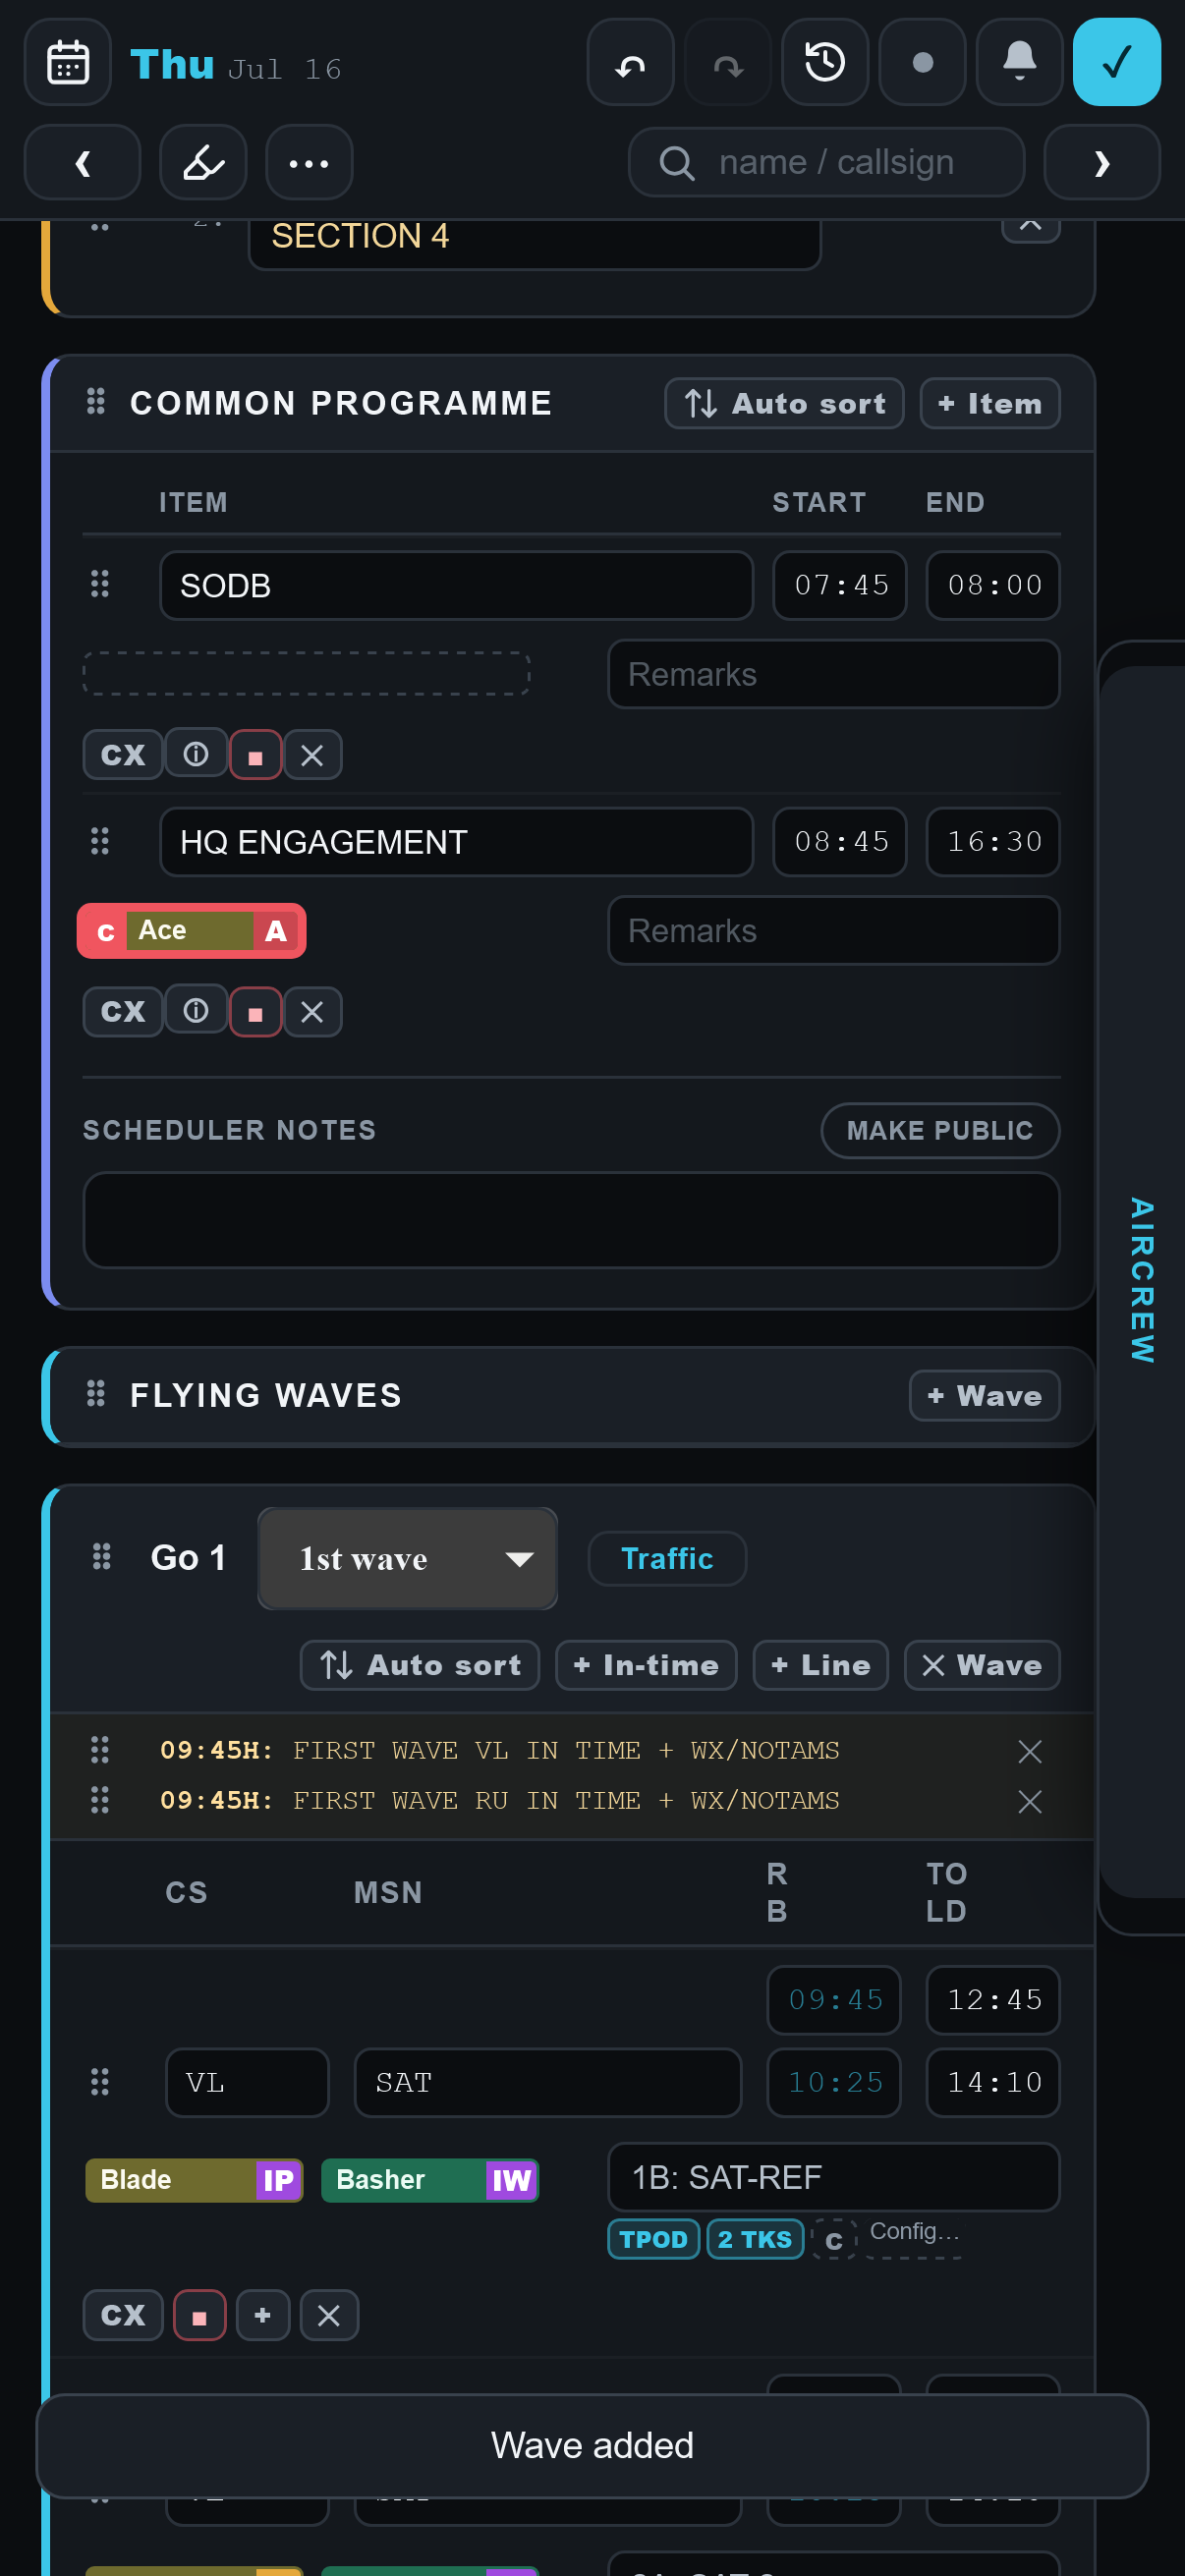 Thu Jul 16
name / callsign
SECTION 4
COMMON PROGRAMME Auto sort + Item
ITEM START END
SODB 07:45 08:00
Remarks
CX
HQ ENGAGEMENT 08:45 16:30
c Ace A Remarks
CX
SCHEDULER NOTES MAKE PUBLIC
AIRCREW
FLYING WAVES + Wave
Go 1 1st wave Traffic
Auto sort + In-time + Line × Wave
09:45H: FIRST WAVE VL IN TIME + WX/NOTAMS
09:45H: FIRST WAVE RU IN TIME + WX/NOTAMS
CS MSN R TO
B LD
09:45 12:45
VL SAT 10:25 14:10
Blade IP Basher IW 1B: SAT-REF
TPOD 2 TKS C Config...
CX +
Wave added